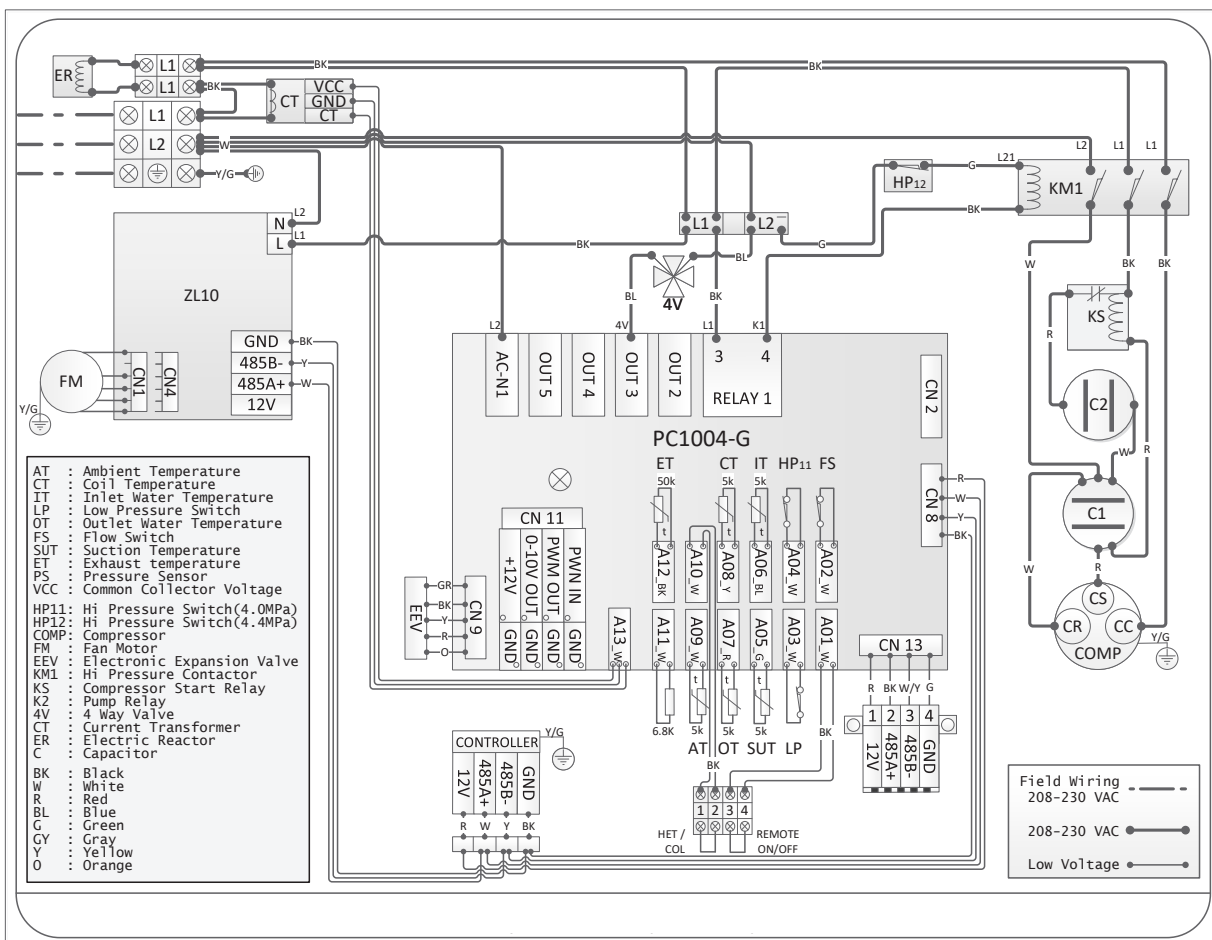 ER
L1
L1
BK
BK
BK
CT
VCC
GND
CT
L1
L2
W
Y/G
L2
L1
L1
HP12
G
L21
KM1
BK
L1
L2
G
BL
BL
BK
4V
N
L2
L
L1
BK
ZL10
GND
BK
485B-
Y
485A+
W
12V
FM
CN1
CN4
Y/G
W
BK
BK
KS
R
C2
W
R
C1
W
R
CS
CR
CC
COMP
Y/G
L2
4V
L1
K1
AC-N1
OUT 5
OUT 4
OUT 3
OUT 2
3
4
RELAY 1
CN 2
PC1004-G
ET
CT
IT
HP11
FS
50k
5k
5k
t
t
t
A12_BK
A10_W
A08_Y
A06_BL
A04_W
A02_W
CN 8
R
W
Y
BK
CN 11
+12V
0-10V OUT
PWM OUT
PWN IN
GND
GND
GND
GND
EEV
GR
BK
Y
R
O
CN 9
A13_W
A11_W
A09_W
A07_R
A05_G
A03_W
A01_W
CN 13
R
BK
W/Y
G
t
t
t
6.8K
5k
5k
5k
AT
OT
SUT
LP
BK
BK
1
2
3
4
12V
485A+
485B-
GND
CONTROLLER
Y/G
12V
485A+
485B-
GND
R
W
Y
BK
1
2
3
4
HET /
COL
REMOTE
ON/OFF
AT : Ambient Temperature
CT : Coil Temperature
IT : Inlet Water Temperature
LP : Low Pressure Switch
OT : Outlet Water Temperature
FS : Flow Switch
SUT : Suction Temperature
ET : Exhaust temperature
PS : Pressure Sensor
VCC : Common Collector Voltage
HP11: Hi Pressure Switch(4.0MPa)
HP12: Hi Pressure Switch(4.4MPa)
COMP: Compressor
FM : Fan Motor
EEV : Electronic Expansion Valve
KM1 : Hi Pressure Contactor
KS : Compressor Start Relay
K2 : Pump Relay
4V : 4 Way Valve
CT : Current Transformer
ER : Electric Reactor
C : Capacitor
BK : Black
W : White
R : Red
BL : Blue
G : Green
GY : Gray
Y : Yellow
O : Orange
Field Wiring
208-230 VAC
208-230 VAC
Low Voltage